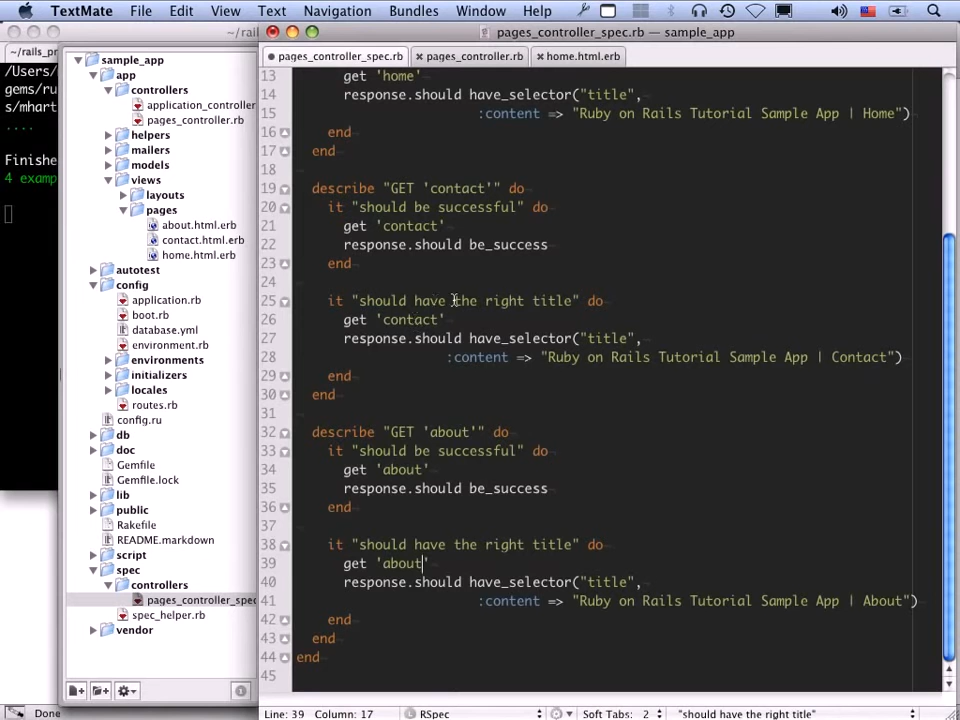 TextMate File Edit View Text Navigation Bundles Window Help
~/rails_pr
~/rai
pages_controller_spec.rb — sample_app
/Users/
gems/ru
s/mhart
....
Finishe
4 examp
sample_app
app
controllers
application_controller
pages_controller.rb
helpers
mailers
models
views
layouts
pages
about.html.erb
contact.html.erb
home.html.erb
autotest
config
application.rb
boot.rb
database.yml
environment.rb
environments
initializers
locales
routes.rb
config.ru
db
doc
Gemfile
Gemfile.lock
lib
public
Rakefile
README.markdown
script
spec
controllers
pages_controller_spec
spec_helper.rb
vendor
pages_controller_spec.rb pages_controller.rb home.html.erb
13 get 'home'
14 response.should have_selector("title",
15 :content => "Ruby on Rails Tutorial Sample App | Home")
16 end
17 end
18
19 describe "GET 'contact'" do
20 it "should be successful" do
21 get 'contact'
22 response.should be_success
23 end
24
25 it "should have the right title" do
26 get 'contact'
27 response.should have_selector("title",
28 :content => "Ruby on Rails Tutorial Sample App | Contact")
29 end
30 end
31
32 describe "GET 'about'" do
33 it "should be successful" do
34 get 'about'
35 response.should be_success
36 end
37
38 it "should have the right title" do
39 get 'about'
40 response.should have_selector("title",
41 :content => "Ruby on Rails Tutorial Sample App | About")
42 end
43 end
44 end
45
Done
Line: 39 Column: 17 RSpec Soft Tabs: 2 "should have the right title"